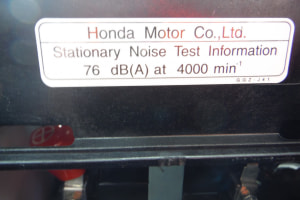 Honda Motor Co.,Ltd.
Stationary Noise Test Information
76 dB(A) at 4000 min⁻¹